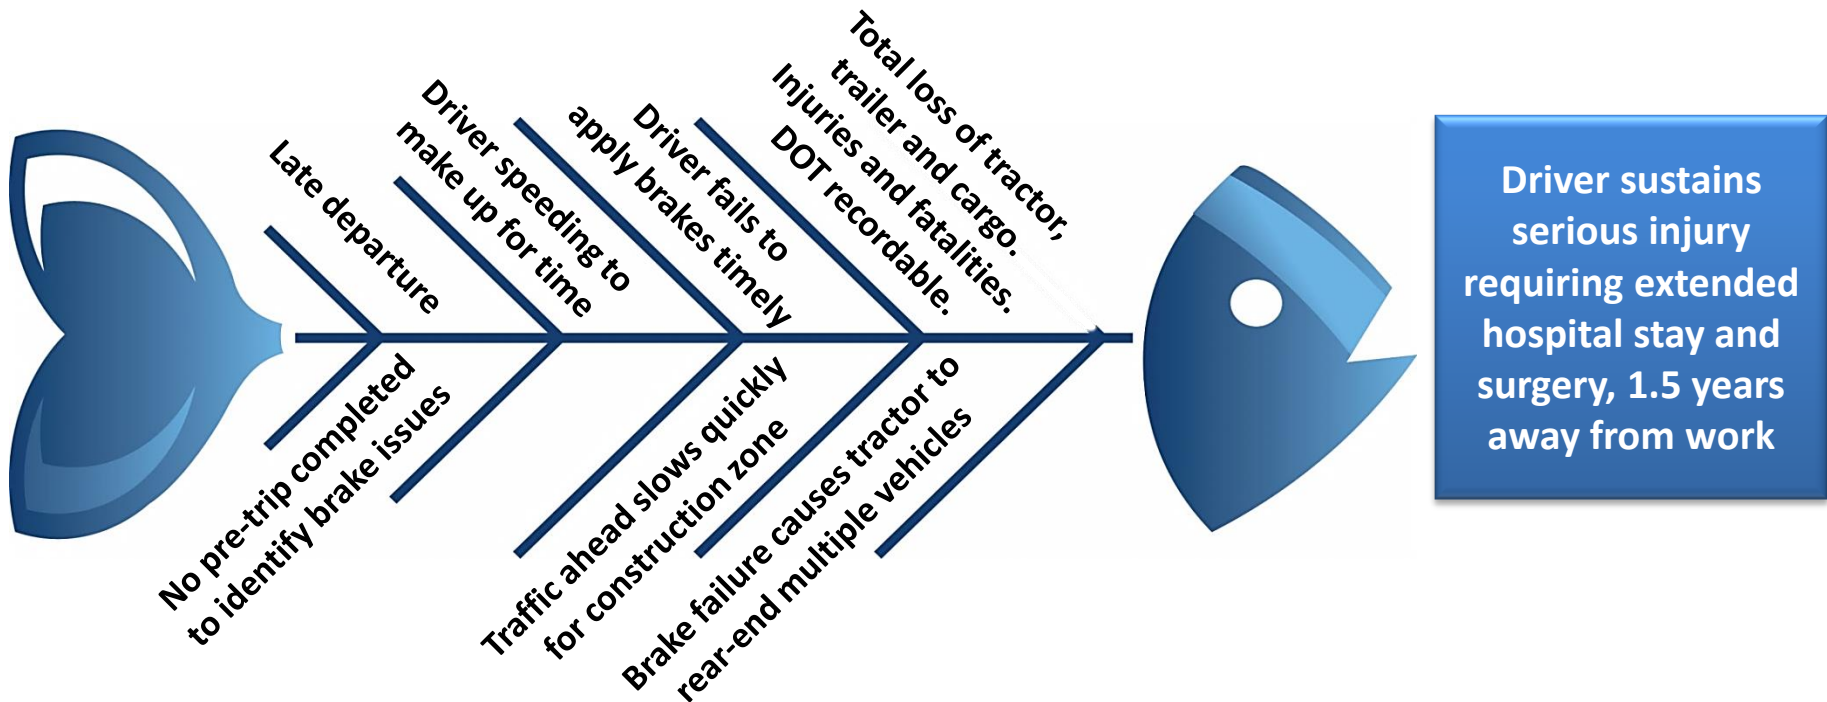 Late departure
Driver speeding to
make up for time
Driver fails to
apply brakes timely
Total loss of tractor,
trailer and cargo.
Injuries and fatalities.
DOT recordable.
No pre-trip completed
to identify brake issues
Traffic ahead slows quickly
for construction zone
Brake failure causes tractor to
rear-end multiple vehicles
Driver sustains
serious injury
requiring extended
hospital stay and
surgery, 1.5 years
away from work